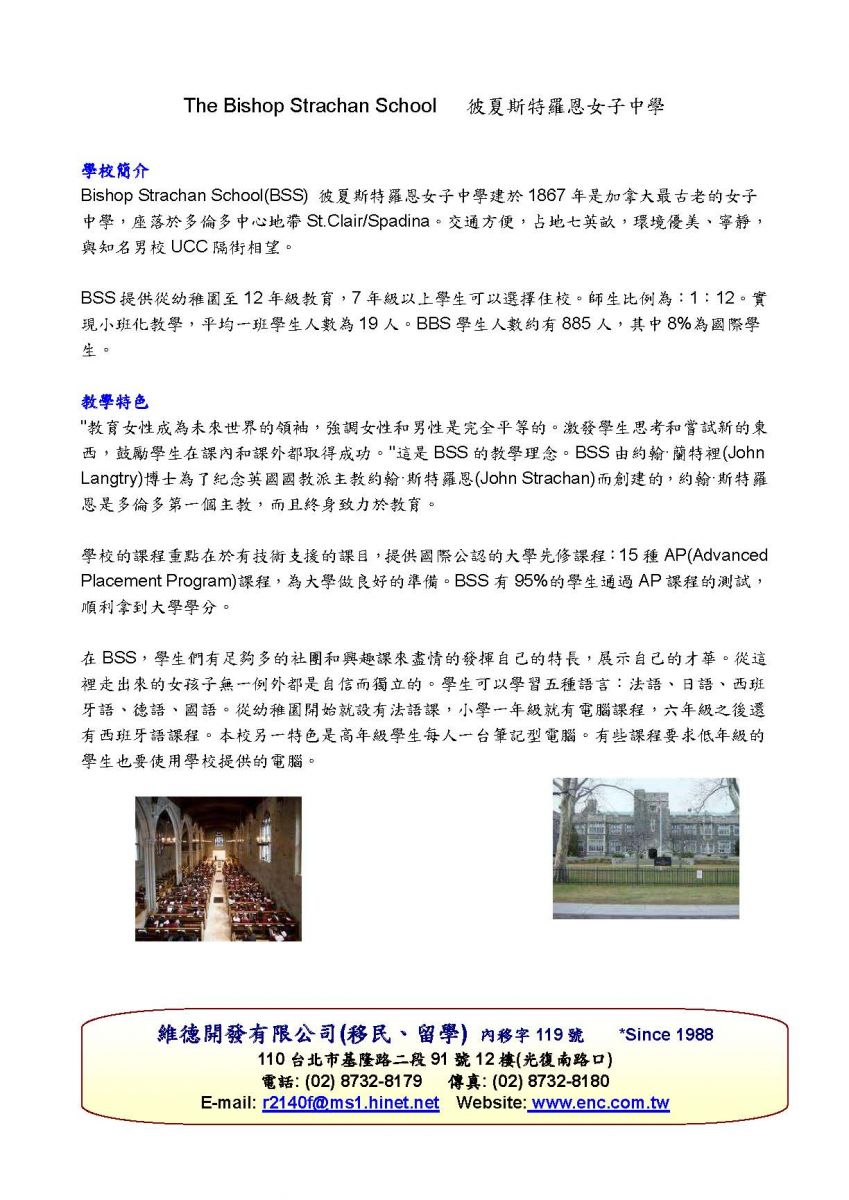 The Bishop Strachan School 彼夏斯特羅恩女子中學
學校簡介
Bishop Strachan School(BSS) 彼夏斯特羅恩女子中學建於 1867 年是加拿大最古老的女子
中學，座落於多倫多中心地帶 St.Clair/Spadina。交通方便，占地七英畝，環境優美、寧靜，
與知名男校 UCC 隔街相望。
BSS 提供從幼稚園至 12 年級教育，7 年級以上學生可以選擇住校。師生比例為：1：12。實
現小班化教學，平均一班學生人數為 19 人。BBS 學生人數約有 885 人，其中 8%為國際學
生。
教學特色
"教育女性成為未來世界的領袖，強調女性和男性是完全平等的。激發學生思考和嘗試新的東
西，鼓勵學生在課內和課外都取得成功。"這是 BSS 的教學理念。BSS 由約翰·蘭特裡(John
Langtry)博士為了紀念英國國教派主教約翰·斯特羅恩(John Strachan)而創建的，約翰·斯特羅
恩是多倫多第一個主教，而且終身致力於教育。
學校的課程重點在於有技術支援的課目，提供國際公認的大學先修課程：15 種 AP(Advanced
Placement Program)課程，為大學做良好的準備。BSS 有 95%的學生通過 AP 課程的測試，
順利拿到大學學分。
在 BSS，學生們有足夠多的社團和興趣課來盡情的發揮自己的特長，展示自己的才華。從這
裡走出來的女孩子無一例外都是自信而獨立的。學生可以學習五種語言：法語、日語、西班
牙語、德語、國語。從幼稚園開始就設有法語課，小學一年級就有電腦課程，六年級之後還
有西班牙語課程。本校另一特色是高年級學生每人一台筆記型電腦。有些課程要求低年級的
學生也要使用學校提供的電腦。
維德開發有限公司(移民、留學) 內移字 119 號 *Since 1988
110 台北市基隆路二段 91 號 12 樓(光復南路口)
電話: (02) 8732-8179 傳真: (02) 8732-8180
E-mail: r2140f@ms1.hinet.net Website: www.enc.com.tw